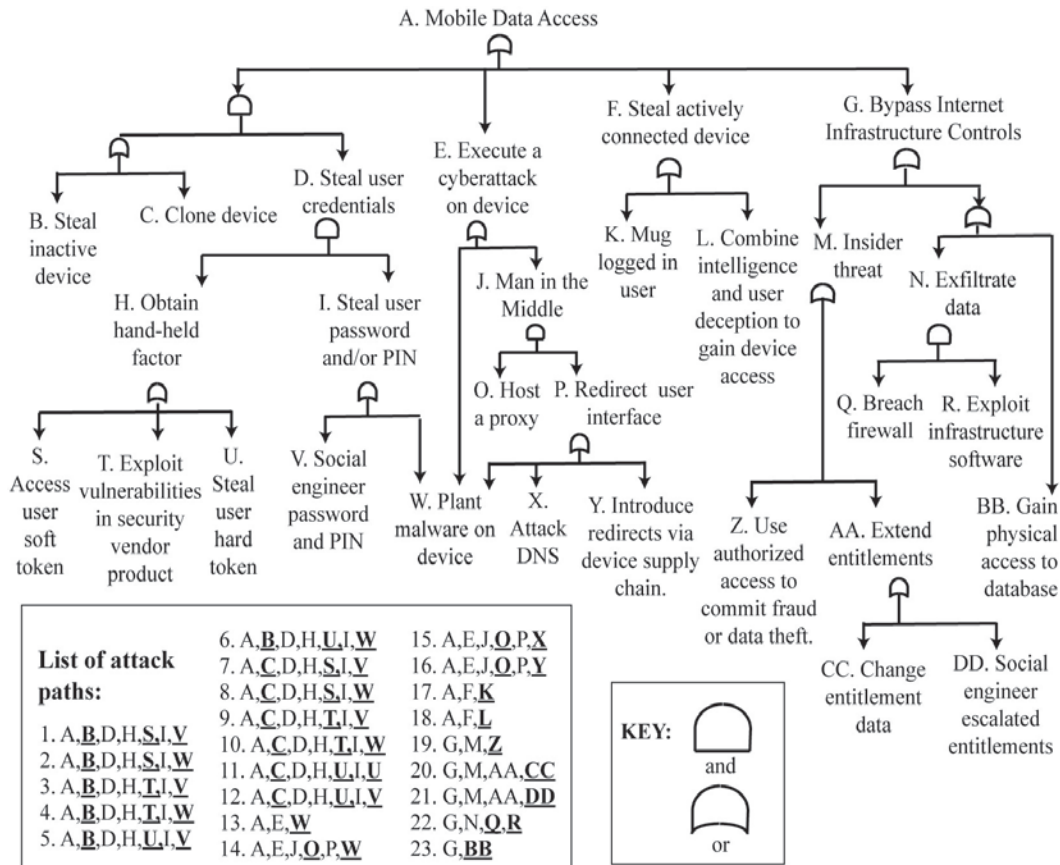 A. Mobile Data Access
B. Steal
inactive
device
C. Clone device
D. Steal user
credentials
E. Execute a
cyberattack
on device
F. Steal actively
connected device
G. Bypass Internet
Infrastructure Controls
H. Obtain
hand-held
factor
I. Steal user
password
and/or PIN
J. Man in the
Middle
K. Mug
logged in
user
L. Combine
intelligence
and user
deception to
gain device
access
M. Insider
threat
N. Exfiltrate
data
O. Host
a proxy
P. Redirect user
interface
Q. Breach
firewall
R. Exploit
infrastructure
software
S.
Access
user
soft
token
T. Exploit
vulnerabilities
in security
vendor
product
U.
Steal
user
hard
token
V. Social
engineer
password
and PIN
W. Plant
malware on
device
X.
Attack
DNS
Y. Introduce
redirects via
device supply
chain.
Z. Use
authorized
access to
commit fraud
or data theft.
AA. Extend
entitlements
BB. Gain
physical
access to
database
CC. Change
entitlement
data
DD. Social
engineer
escalated
entitlements
List of attack
paths:
1. A,B,D,H,S,I,V
2. A,B,D,H,S,I,W
3. A,B,D,H,T,I,V
4. A,B,D,H,T,I,W
5. A,B,D,H,U,I,V
6. A,B,D,H,U,I,W
7. A,C,D,H,S,I,V
8. A,C,D,H,S,I,W
9. A,C,D,H,T,I,V
10. A,C,D,H,T,I,W
11. A,C,D,H,U,I,U
12. A,C,D,H,U,I,V
13. A,E,W
14. A,E,J,O,P,W
15. A,E,J,O,P,X
16. A,E,J,O,P,Y
17. A,F,K
18. A,F,L
19. G,M,Z
20. G,M,AA,CC
21. G,M,AA,DD
22. G,N,Q,R
23. G,BB
KEY:
and
or